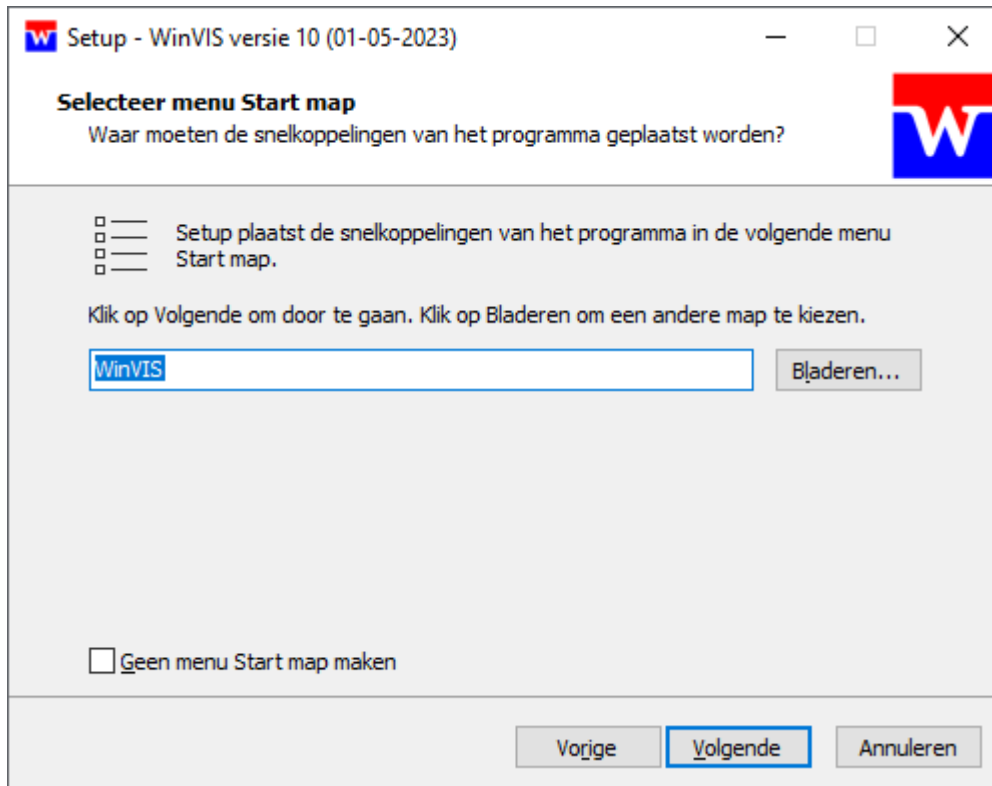 W Setup - WinVIS versie 10 (01-05-2023)
Selecteer menu Start map
Waar moeten de snelkoppelingen van het programma geplaatst worden?
W
Setup plaatst de snelkoppelingen van het programma in de volgende menu
Start map.
Klik op Volgende om door te gaan. Klik op Bladeren om een andere map te kiezen.
WinVIS
Bladeren...
Geen menu Start map maken
Vorige
Volgende
Annuleren